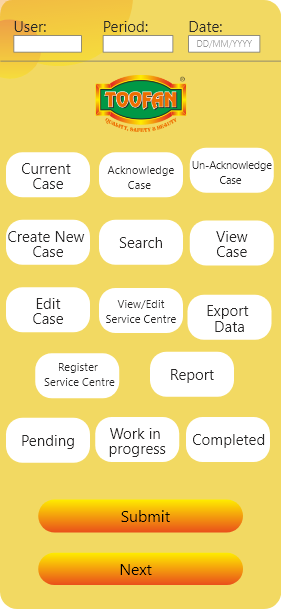 User:
Period:
Date:
DD/MM/YYYY
TOOFAN
®
QUALITY, SAFETY & BEAUTY
Current
Case
Acknowledge
Case
Un-Acknowledge
Case
Create New
Case
Search
View
Case
Edit
Case
View/Edit
Service Centre
Export
Data
Register
Service Centre
Report
Pending
Work in
progress
Completed
Submit
Next